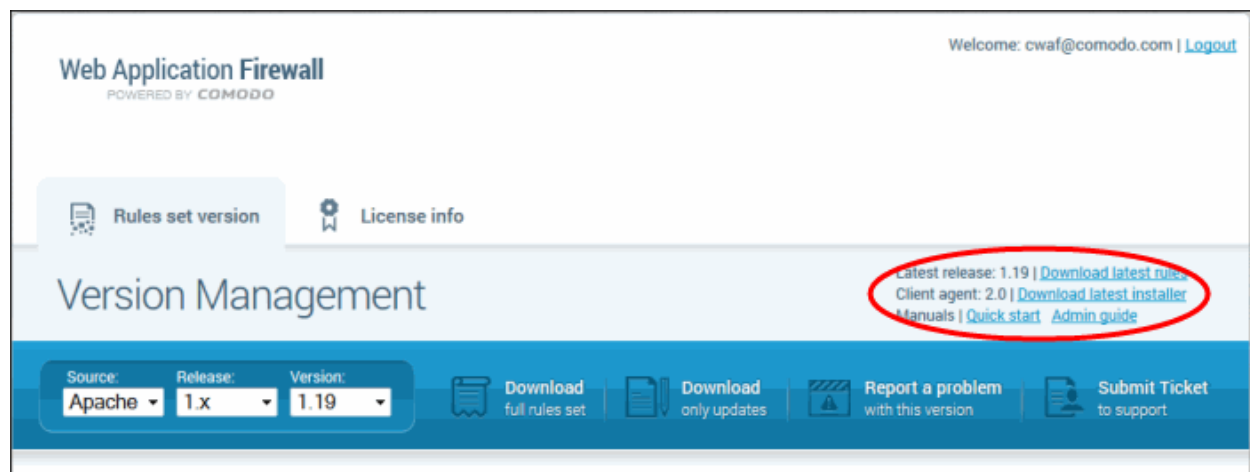 Welcome: cwaf@comodo.com | Logout
Web Application Firewall
POWERED BY COMODO
Rules set version
License info
Version Management
Latest release: 1.19 | Download latest rules
Client agent: 2.0 | Download latest installer
Manuals | Quick start Admin guide
Source: Release: Version:
Apache 1.x 1.19
Download
full rules set
Download
only updates
Report a problem
with this version
Submit Ticket
to support